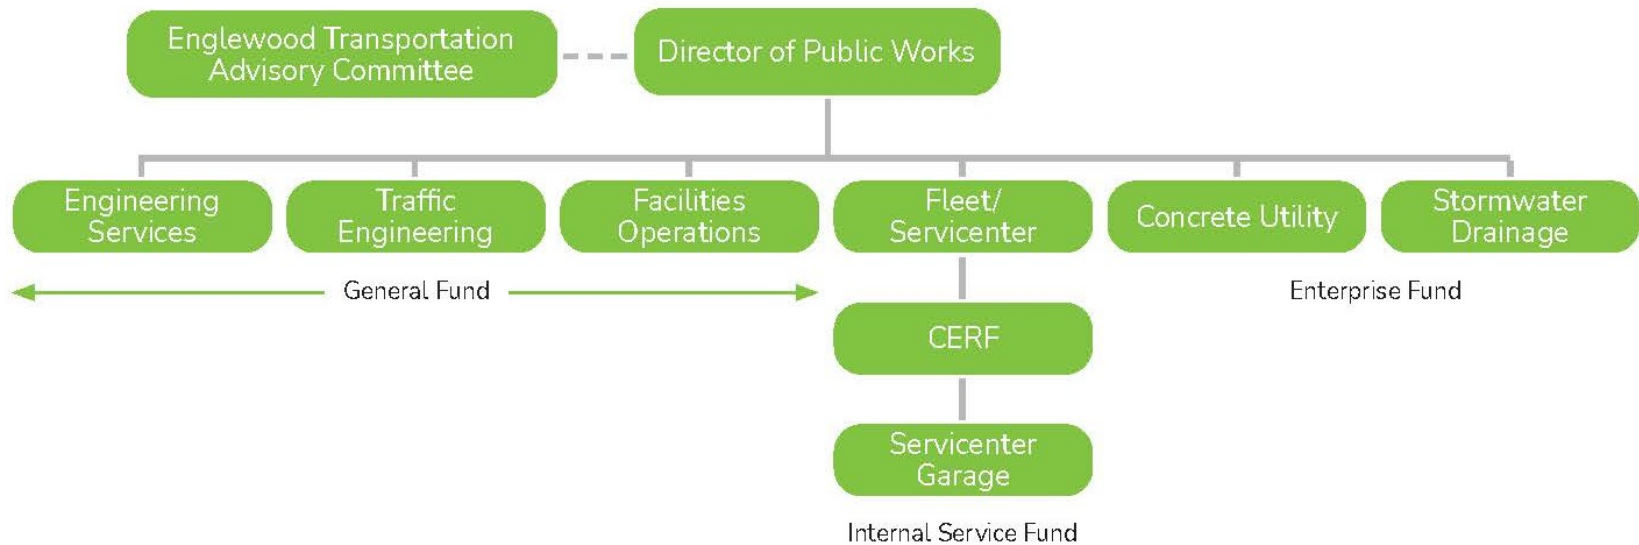 Englewood Transportation
Advisory Committee
Director of Public Works
Engineering
Services
Traffic
Engineering
Facilities
Operations
Fleet/
Servicenter
Concrete Utility
Stormwater
Drainage
General Fund
Enterprise Fund
CERF
Servicenter
Garage
Internal Service Fund